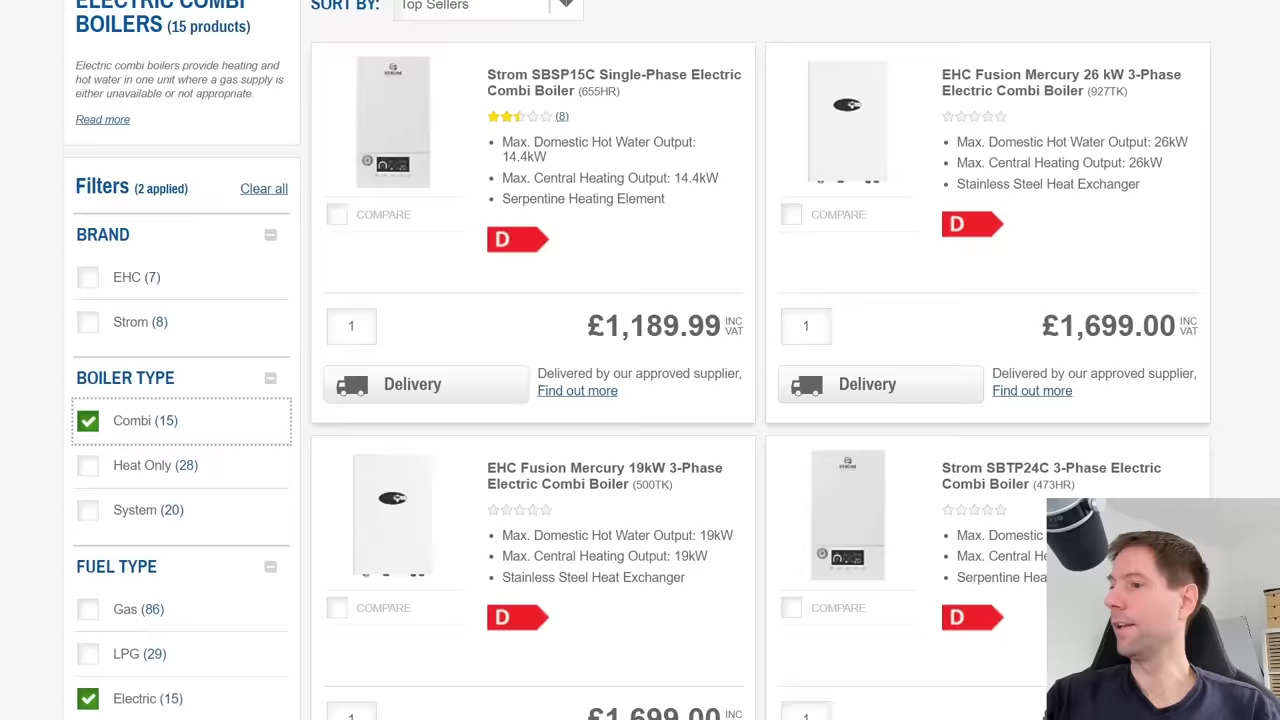 ELECTRIC COMBI
BOILERS (15 products)
Electric combi boilers provide heating and
hot water in one unit where a gas supply is
either unavailable or not appropriate.
Read more
Filters (2 applied) Clear all
BRAND
EHC (7)
Strom (8)
BOILER TYPE
Combi (15)
Heat Only (28)
System (20)
FUEL TYPE
Gas (86)
LPG (29)
Electric (15)
SORT BY: Top Sellers
STROM
COMPARE
Strom SBSP15C Single-Phase Electric
Combi Boiler (655HR)
(8)
Max. Domestic Hot Water Output:
14.4kW
Max. Central Heating Output: 14.4kW
Serpentine Heating Element
D
1
£1,189.99 INC VAT
Delivery
Delivered by our approved supplier,
Find out more
COMPARE
EHC Fusion Mercury 26 kW 3-Phase
Electric Combi Boiler (927TK)
Max. Domestic Hot Water Output: 26kW
Max. Central Heating Output: 26kW
Stainless Steel Heat Exchanger
D
1
£1,699.00 INC VAT
Delivery
Delivered by our approved supplier,
Find out more
COMPARE
EHC Fusion Mercury 19kW 3-Phase
Electric Combi Boiler (500TK)
Max. Domestic Hot Water Output: 19kW
Max. Central Heating Output: 19kW
Stainless Steel Heat Exchanger
D
1
£1,699.00 INC
STROM
COMPARE
Strom SBTP24C 3-Phase Electric
Combi Boiler (473HR)
Max. Domestic
Max. Central He
Serpentine Hea
D
1